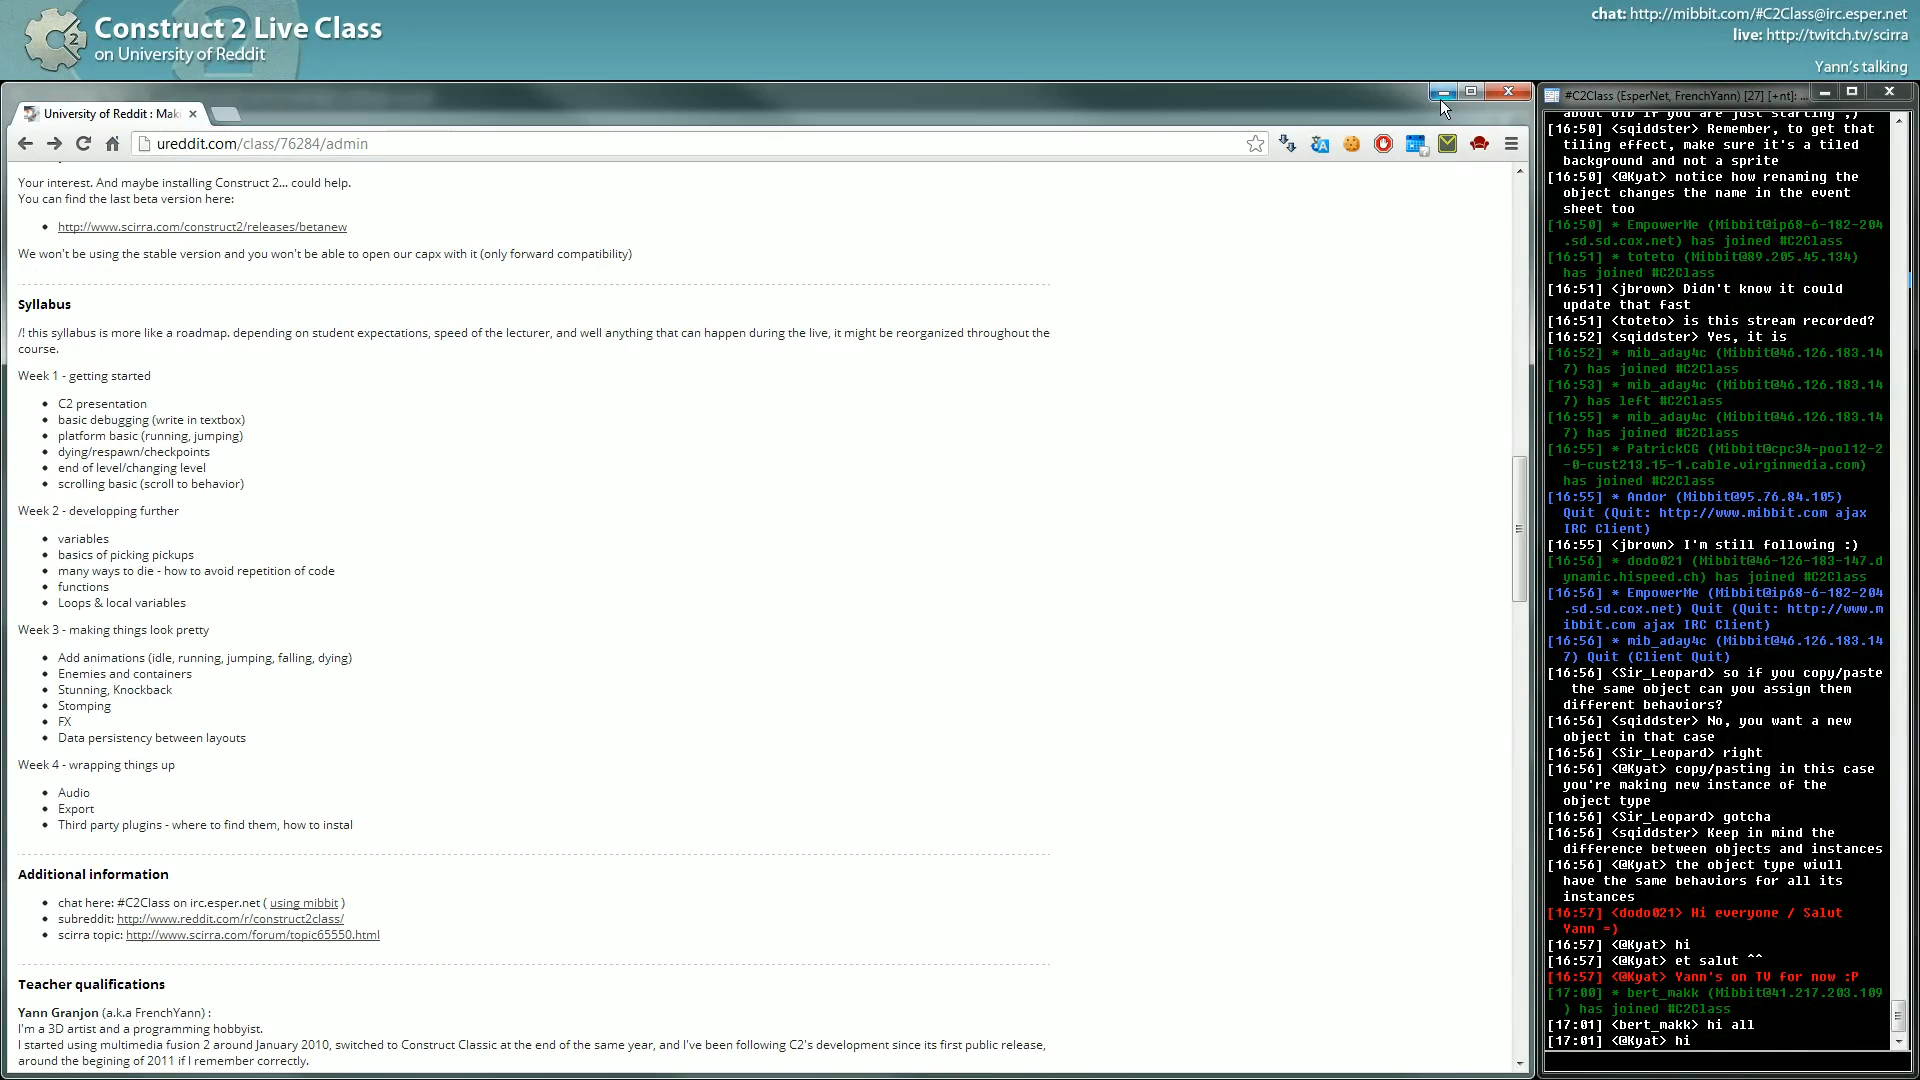 Construct 2 Live Class
on University of Reddit
chat: http://mibbit.com/#C2Class@irc.esper.net
live: http://twitch.tv/scirra
Yann's talking
University of Reddit : Maki
ureddit.com/class/76284/admin
Your interest. And maybe installing Construct 2... could help.
You can find the last beta version here:
http://www.scirra.com/construct2/releases/betanew
We won't be using the stable version and you won't be able to open our capx with it (only forward compatibility)
Syllabus
/! this syllabus is more like a roadmap. depending on student expectations, speed of the lecturer, and well anything that can happen during the live, it might be reorganized throughout the
course.
Week 1 - getting started
C2 presentation
basic debugging (write in textbox)
platform basic (running, jumping)
dying/respawn/checkpoints
end of level/changing level
scrolling basic (scroll to behavior)
Week 2 - developping further
variables
basics of picking pickups
many ways to die - how to avoid repetition of code
functions
Loops & local variables
Week 3 - making things look pretty
Add animations (idle, running, jumping, falling, dying)
Enemies and containers
Stunning, Knockback
Stomping
FX
Data persistency between layouts
Week 4 - wrapping things up
Audio
Export
Third party plugins - where to find them, how to instal
Additional information
chat here: #C2Class on irc.esper.net ( using mibbit )
subreddit: http://www.reddit.com/r/construct2class/
scirra topic: http://www.scirra.com/forum/topic65550.html
Teacher qualifications
Yann Granjon (a.k.a FrenchYann) :
I'm a 3D artist and a programming hobbyist.
I started using multimedia fusion 2 around January 2010, switched to Construct Classic at the end of the same year, and I've been following C2's development since its first public release,
around the begining of 2011 if I remember correctly.
#C2Class (EsperNet, FrenchYann) [27] [+nt]: ...
about UID if you are just starting ;)
[16:50] <sqiddster> Remember, to get that
tiling effect, make sure it's a tiled
background and not a sprite
[16:50] <@Kyat> notice how renaming the
object changes the name in the event
sheet too
[16:50] * EmpowerMe (Mibbit@ip68-6-182-204
.sd.sd.cox.net) has joined #C2Class
[16:51] * toteto (Mibbit@89.205.45.134)
has joined #C2Class
[16:51] <jbrown> Didn't know it could
update that fast
[16:51] <toteto> is this stream recorded?
[16:52] <sqiddster> Yes, it is
[16:52] * mib_aday4c (Mibbit@46.126.183.14
7) has joined #C2Class
[16:53] * mib_aday4c (Mibbit@46.126.183.14
7) has left #C2Class
[16:55] * mib_aday4c (Mibbit@46.126.183.14
7) has joined #C2Class
[16:55] * PatrickCG (Mibbit@cpc34-pool12-2
-0-cust213.15-1.cable.virginmedia.com)
has joined #C2Class
[16:55] * Andor (Mibbit@95.76.84.105)
Quit (Quit: http://www.mibbit.com ajax
IRC Client)
[16:55] <jbrown> I'm still following :)
[16:56] * dodo021 (Mibbit@46-126-183-147.d
ynamic.hispeed.ch) has joined #C2Class
[16:56] * EmpowerMe (Mibbit@ip68-6-182-204
.sd.sd.cox.net) Quit (Quit: http://www.m
ibbit.com ajax IRC Client)
[16:56] * mib_aday4c (Mibbit@46.126.183.14
7) Quit (Client Quit)
[16:56] <Sir_Leopard> so if you copy/paste
the same object can you assign them
different behaviors?
[16:56] <sqiddster> No, you want a new
object in that case
[16:56] <Sir_Leopard> right
[16:56] <@Kyat> copy/pasting in this case
you're making new instance of the
object type
[16:56] <Sir_Leopard> gotcha
[16:56] <sqiddster> Keep in mind the
difference between objects and instances
[16:56] <@Kyat> the object type wiull
have the same behaviors for all its
instances
[16:57] <dodo021> Hi everyone / Salut
Yann =)
[16:57] <@Kyat> hi
[16:57] <@Kyat> et salut ^^
[16:57] <@Kyat> Yann's on TV for now :P
[17:00] * bert_makk (Mibbit@41.217.203.109
) has joined #C2Class
[17:01] <bert_makk> hi all
[17:01] <@Kyat> hi